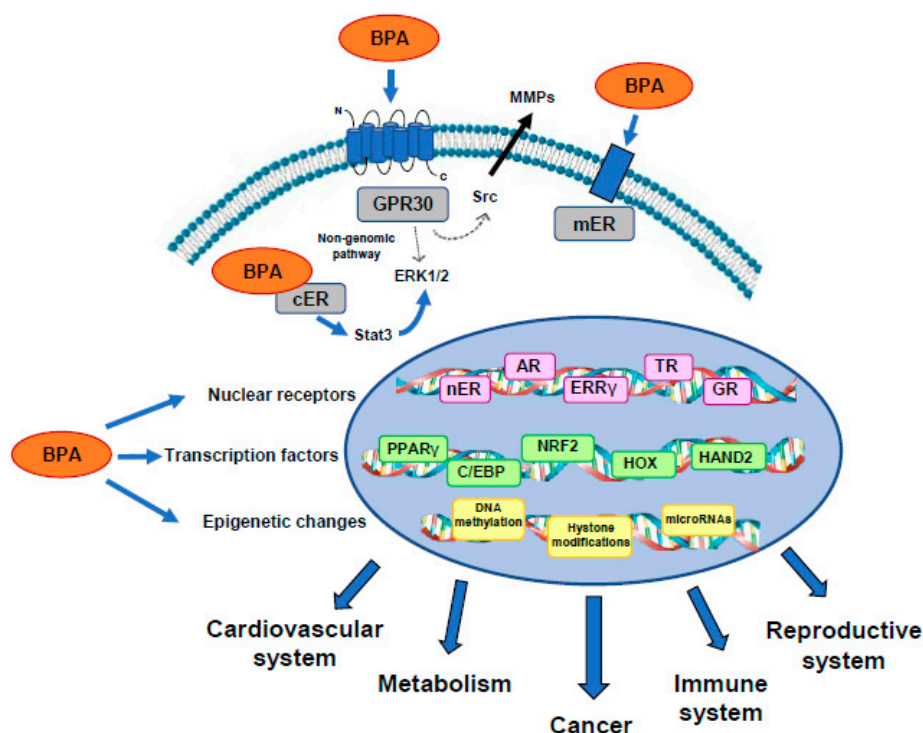 BPA
BPA
MMPs
N
C
GPR30
Src
mER
Non-genomic
pathway
BPA
ERK1/2
cER
Stat3
AR
TR
nER
ERRγ
GR
Nuclear receptors
BPA
Transcription factors
PPARγ
C/EBP
NRF2
HOX
HAND2
Epigenetic changes
DNA
methylation
Hystone
modifications
microRNAs
Cardiovascular
system
Metabolism
Cancer
Immune
system
Reproductive
system